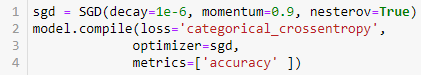 1 sgd = SGD(decay=1e-6, momentum=0.9, nesterov=True)
2 model.compile(loss='categorical_crossentropy',
3 optimizer=sgd,
4 metrics=['accuracy' ])